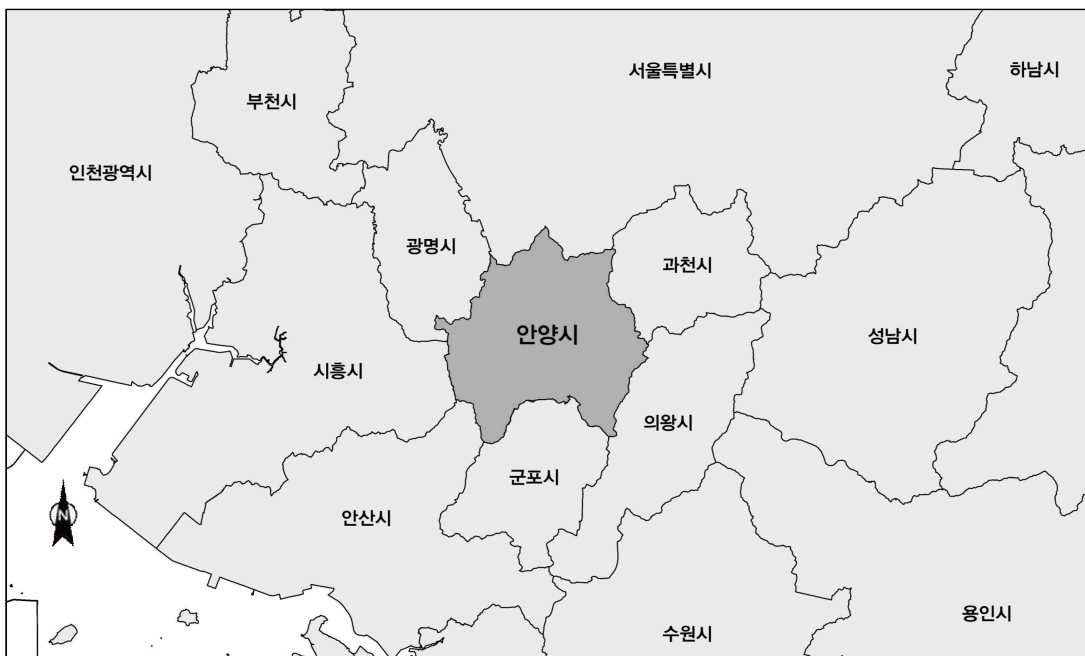 서울특별시
하남시
부천시
인천광역시
광명시
과천시
안양시
성남시
시흥시
의왕시
군포시
안산시
N
용인시
수원시